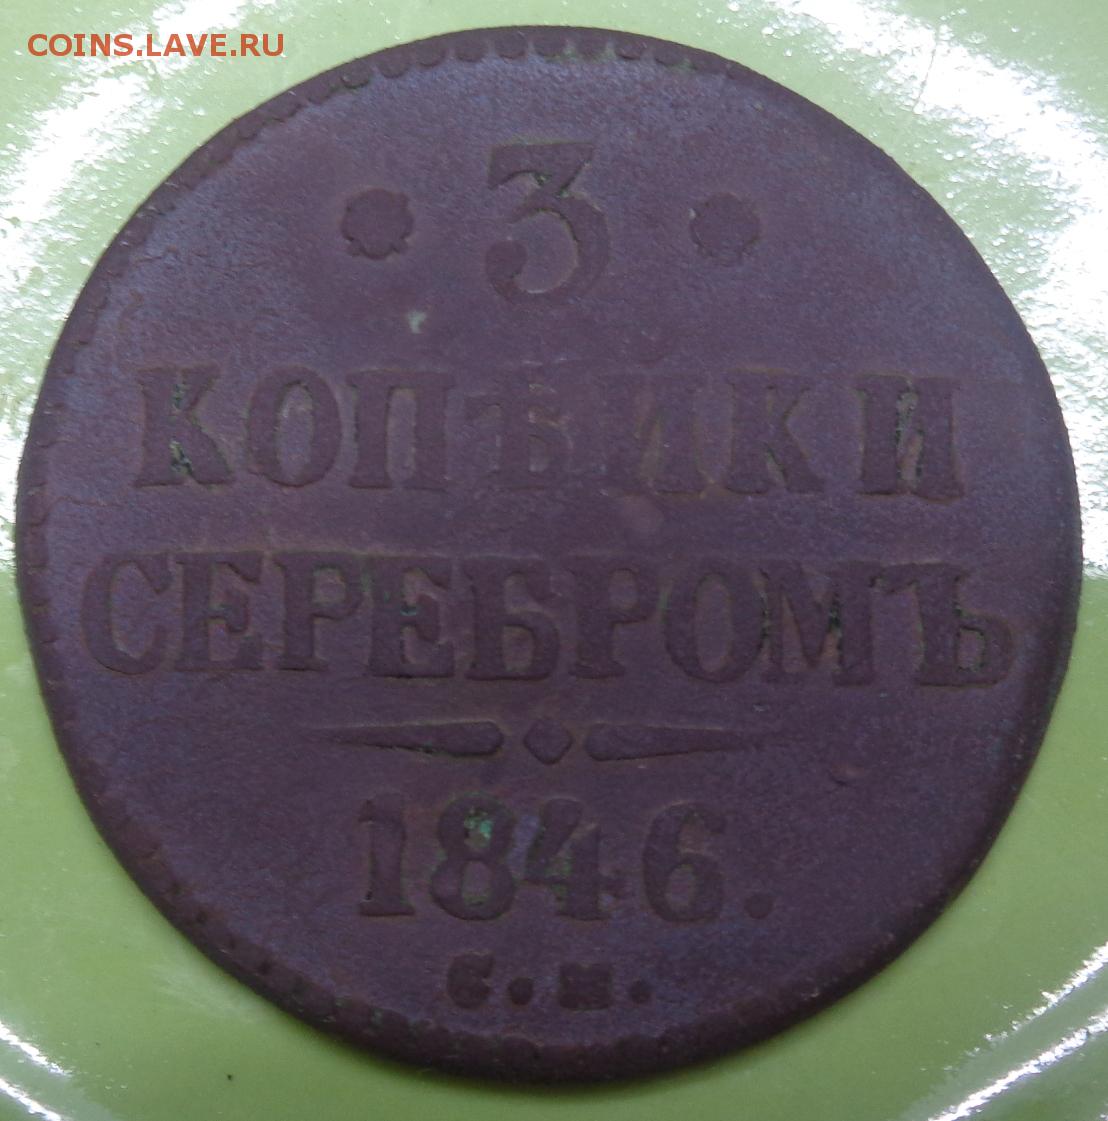 COINS.LAVE.RU
3
КОПѢЙКИ
СЕРЕБРОМЪ
1846.
С.М.